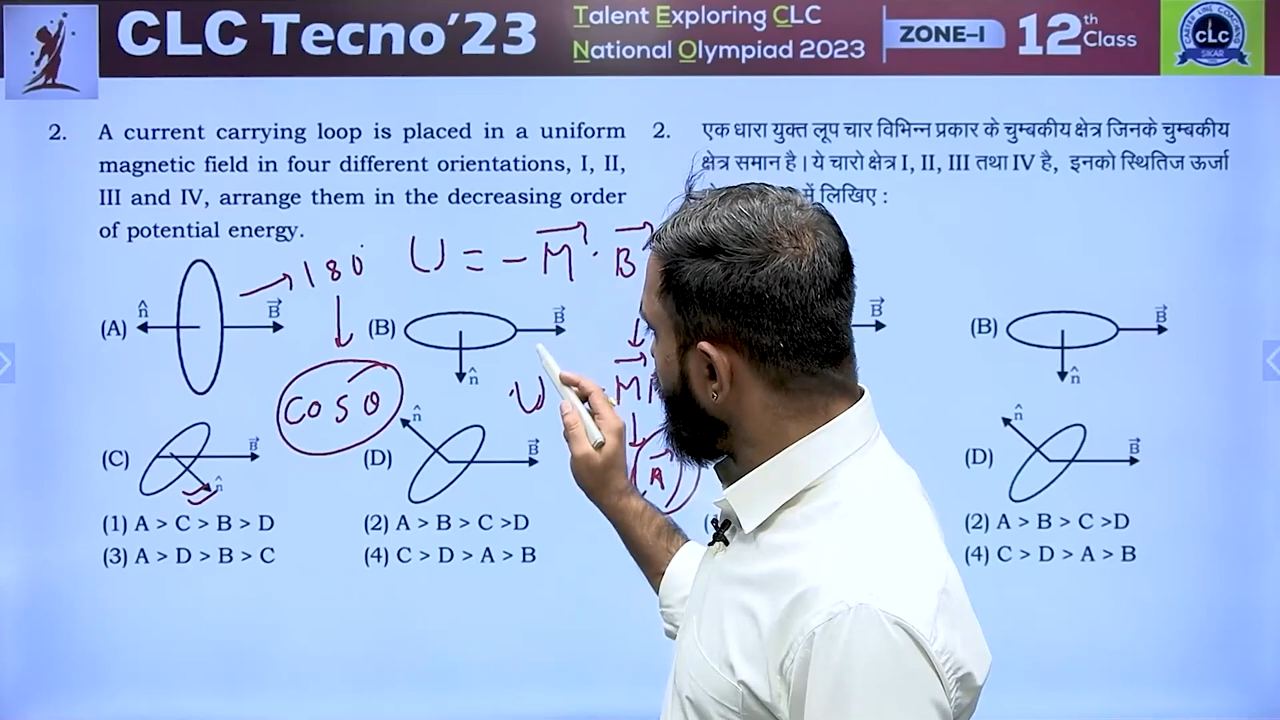 CLC Tecno'23
Talent Exploring CLC
National Olympiad 2023
ZONE-I
12th Class
CLC
SIKAR
2. A current carrying loop is placed in a uniform
magnetic field in four different orientations, I, II,
III and IV, arrange them in the decreasing order
of potential energy.
U = -M⃗ · B⃗
180°
cos θ
U
M⃗
(A) n̂ B⃗
(B) B⃗ n̂
(C) B⃗ n̂
(D) n̂ B⃗
(1) A > C > B > D
(2) A > B > C >D
(3) A > D > B > C
(4) C > D > A > B
2. एक धारा युक्त लूप चार विभिन्न प्रकार के चुम्बकीय क्षेत्र जिनके चुम्बकीय
क्षेत्र समान है। ये चारो क्षेत्र I, II, III तथा IV है, इनको स्थितिज ऊर्जा
में लिखिए :
B⃗
(B) B⃗ n̂
(D) n̂ B⃗
(2) A > B > C >D
(4) C > D > A > B